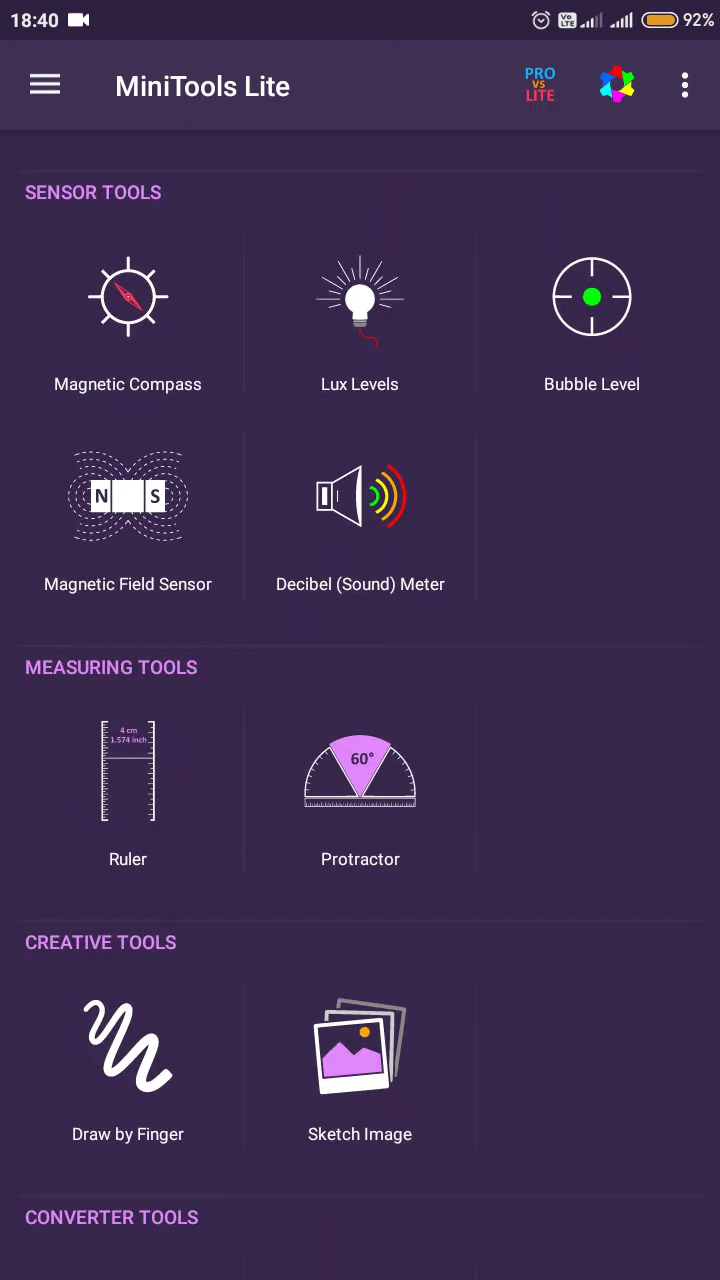 18:40
Vo LTE
92%
MiniTools Lite
PRO
VS
LITE
SENSOR TOOLS
Magnetic Compass
Lux Levels
Bubble Level
N
S
Magnetic Field Sensor
Decibel (Sound) Meter
MEASURING TOOLS
4 cm
1.574 inch
60°
Ruler
Protractor
CREATIVE TOOLS
Draw by Finger
Sketch Image
CONVERTER TOOLS